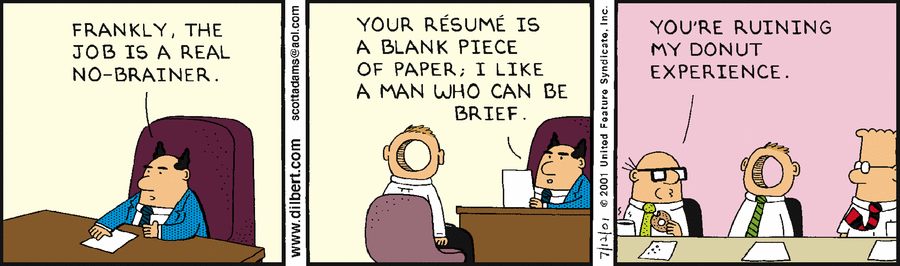 FRANKLY, THE
JOB IS A REAL
NO-BRAINER.
www.dilbert.com
scottadams@aol.com
YOUR RÉSUMÉ IS
A BLANK PIECE
OF PAPER; I LIKE
A MAN WHO CAN BE
BRIEF.
7/12/01 © 2001 United Feature Syndicate, Inc.
YOU'RE RUINING
MY DONUT
EXPERIENCE.